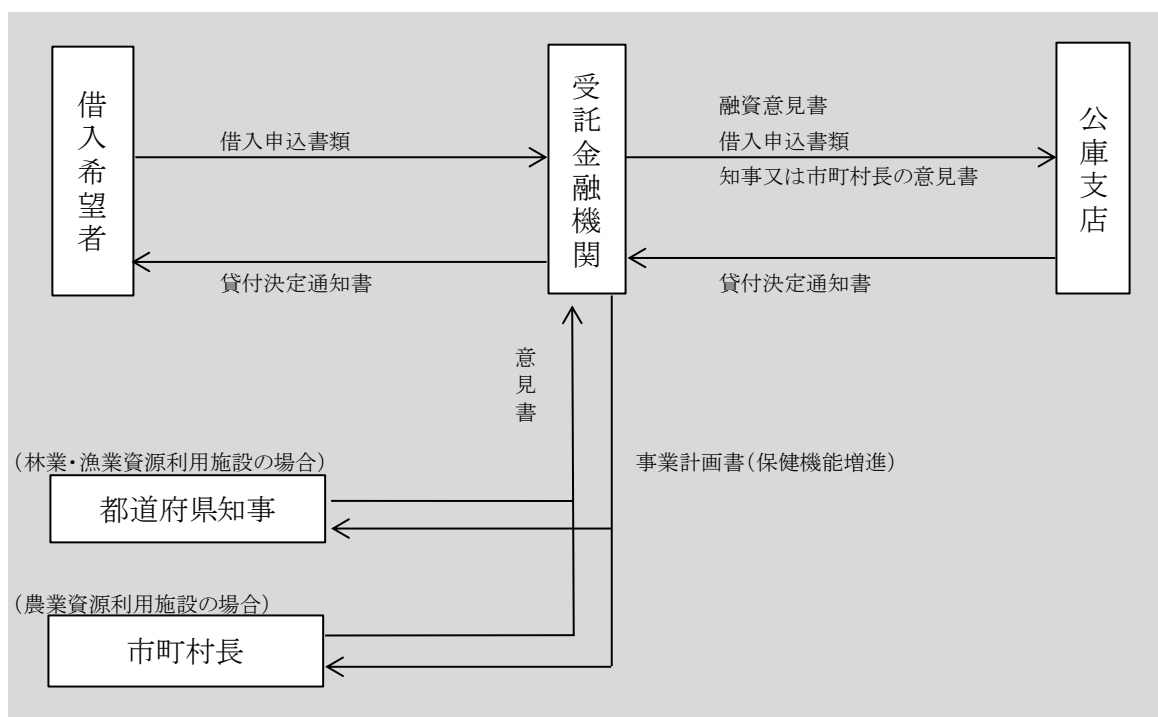 借入希望者
借入申込書類
貸付決定通知書
受託金融機関
融資意見書
借入申込書類
知事又は市町村長の意見書
貸付決定通知書
公庫支店
意見書
事業計画書(保健機能増進)
(林業・漁業資源利用施設の場合)
都道府県知事
(農業資源利用施設の場合)
市町村長